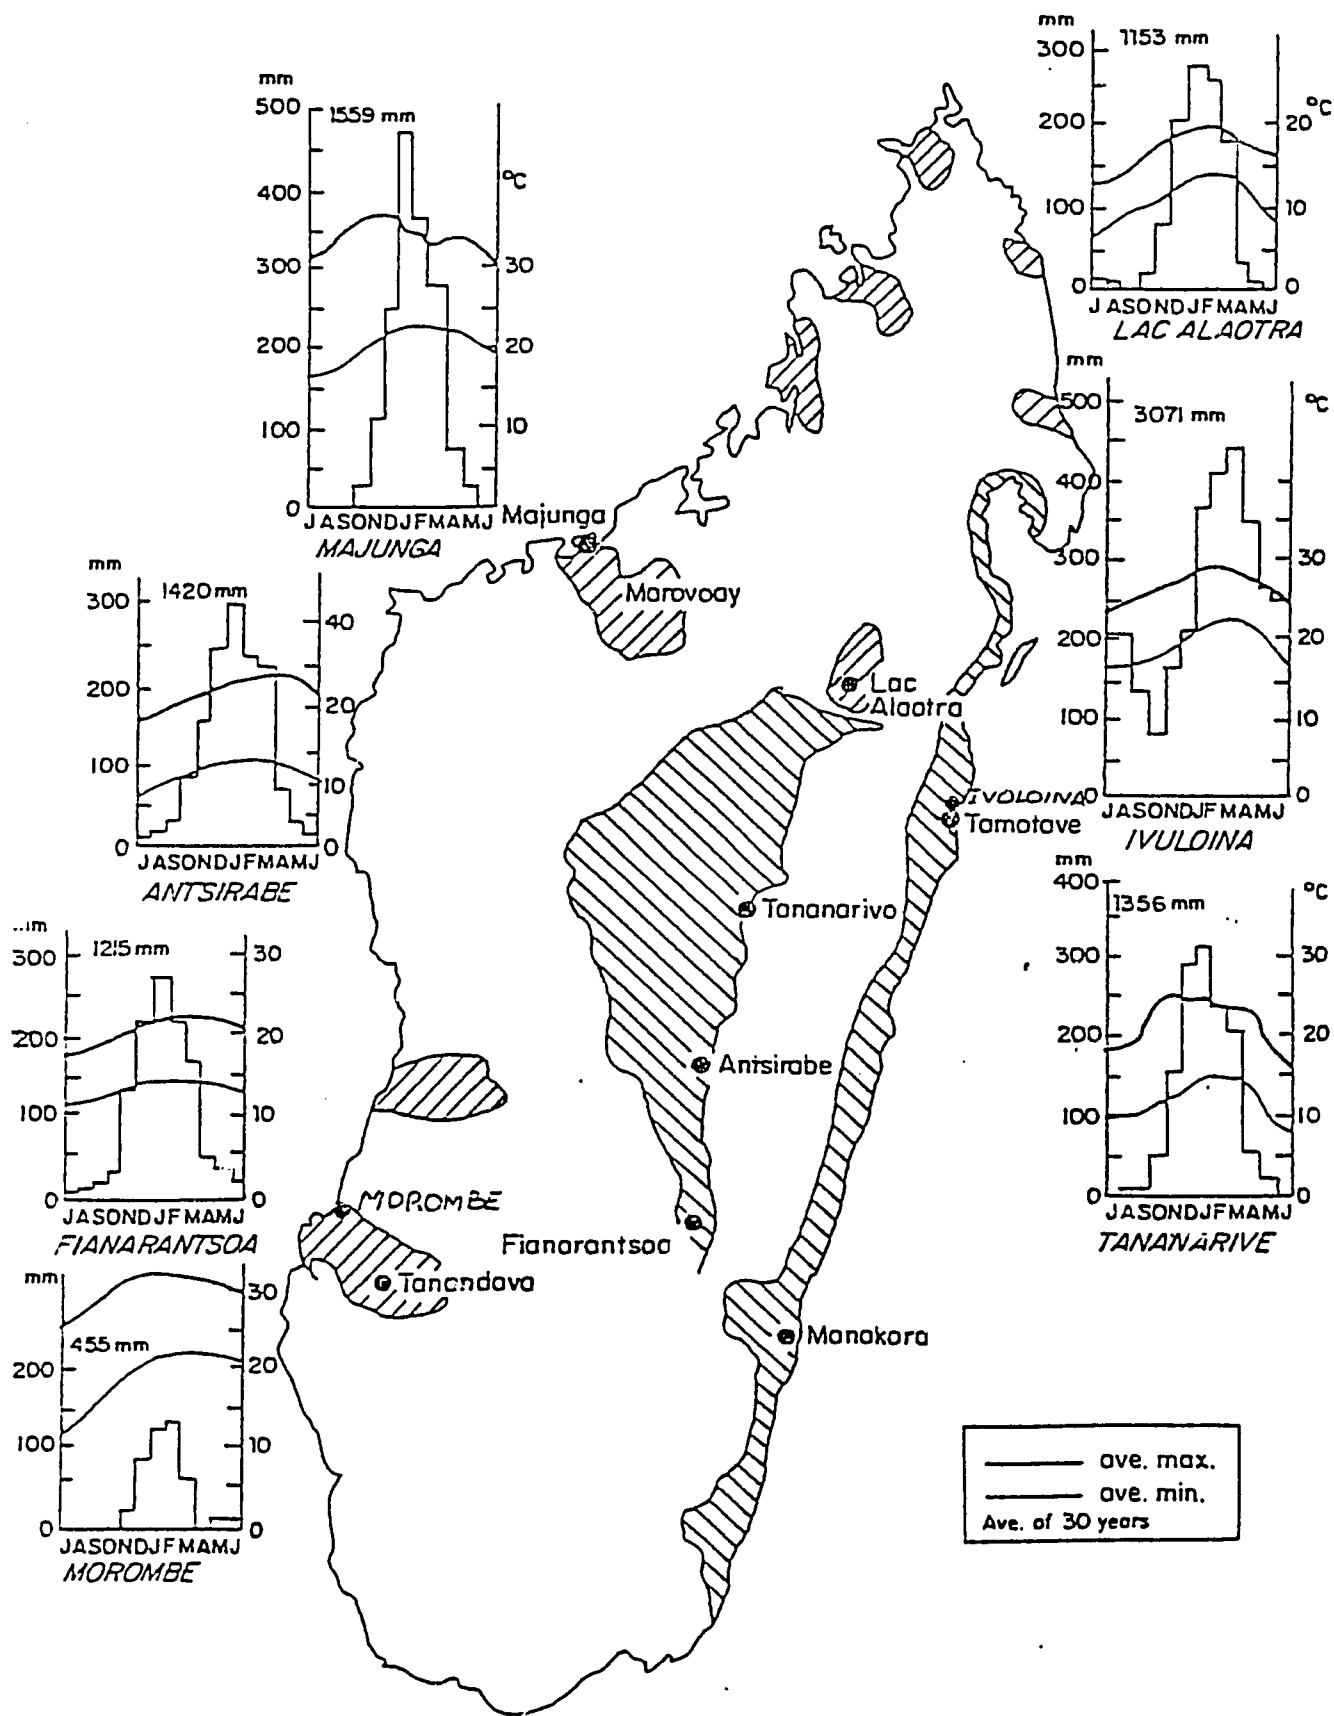 mm
300
1153 mm
200
20
°C
100
10
0
0
JASONDJFMAMJ
LAC ALAOTRA
mm
500
1559 mm
400
°C
300
30
200
20
100
10
0
JASONDJFMAMJ
MAJUNGA
mm
500
3071 mm
°C
400
300
30
200
20
100
10
0
0
JASONDJFMAMJ
IVULOINA
mm
300
1420 mm
40
200
20
100
10
0
0
JASONDJFMAMJ
ANTSIRABE
mm
400
1356 mm
°C
300
30
200
20
100
10
0
0
JASONDJFMAMJ
TANANARIVE
300
1215 mm
30
200
20
100
10
0
0
JASONDJFMAMJ
FIANARANTSOA
mm
30
455 mm
200
20
100
10
0
0
JASONDJFMAMJ
MOROMBE
Majunga
Marovoay
Lac
Alaotra
IVOLOINA
Tamatave
Tananarivo
Antsirabe
MOROMBE
Fianarantsoa
Tanandava
Manakara
ave. max.
ave. min.
Ave. of 30 years